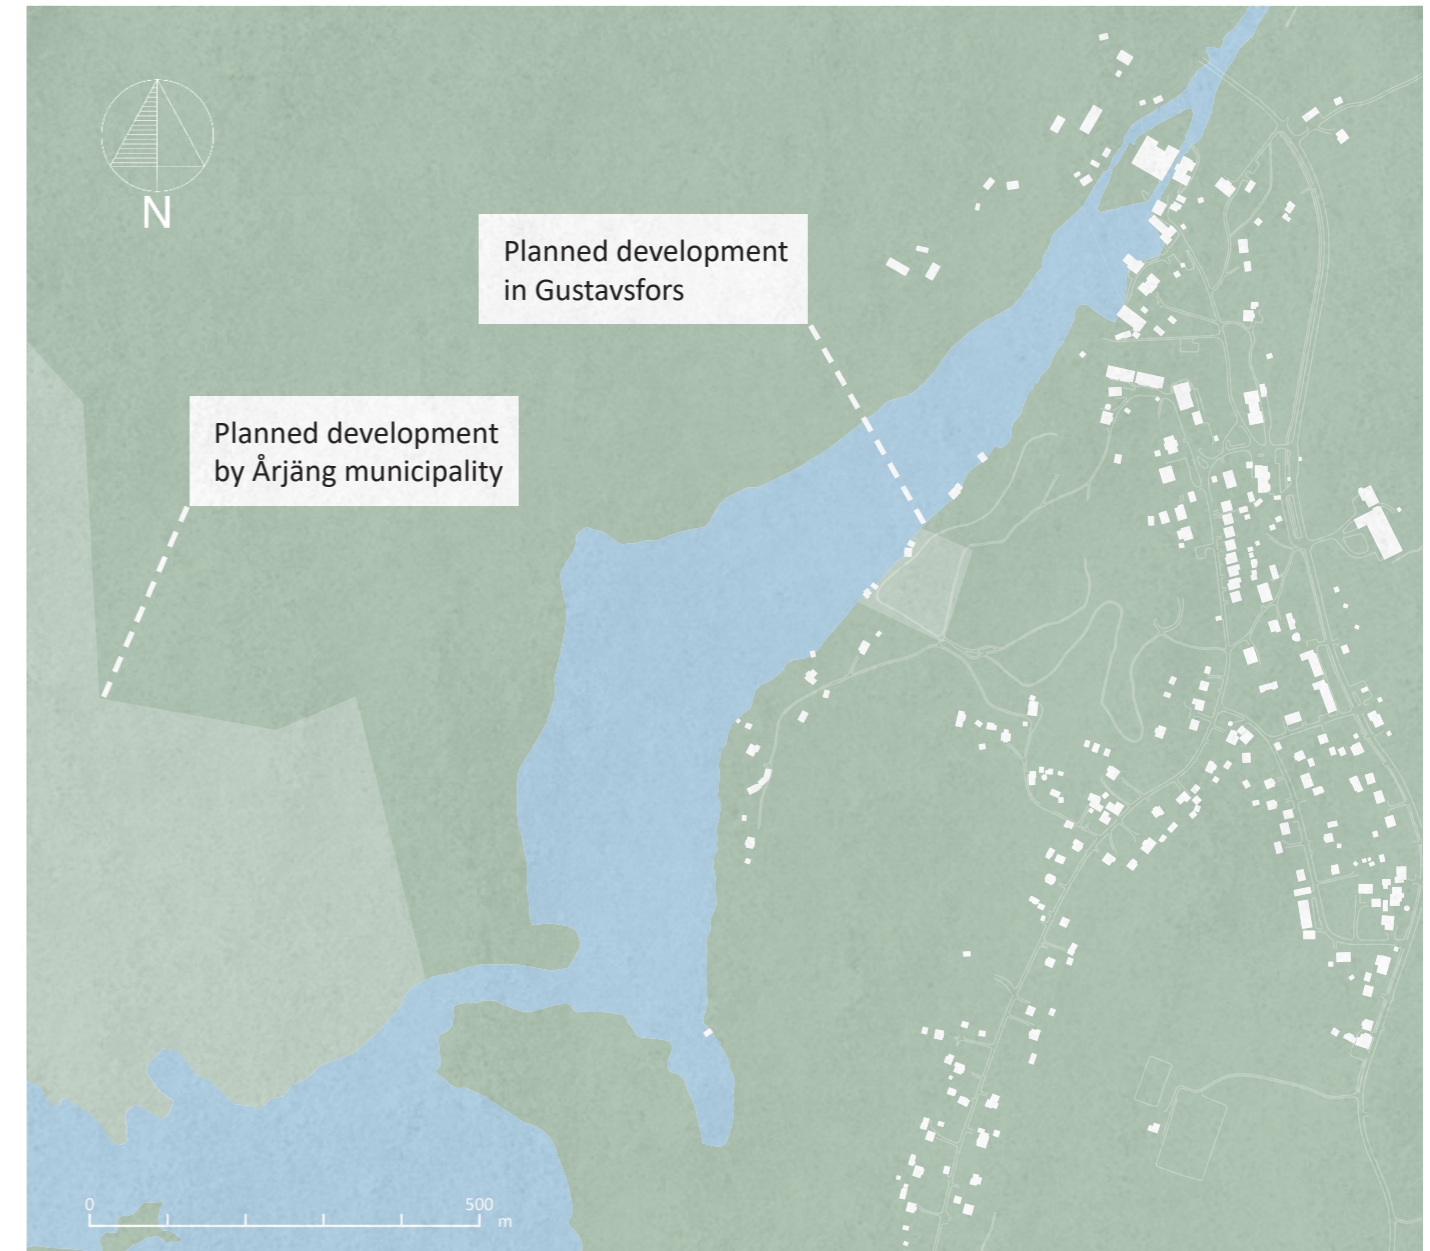 N
Planned development
in Gustavsfors
Planned development
by Årjäng municipality
0 500
m